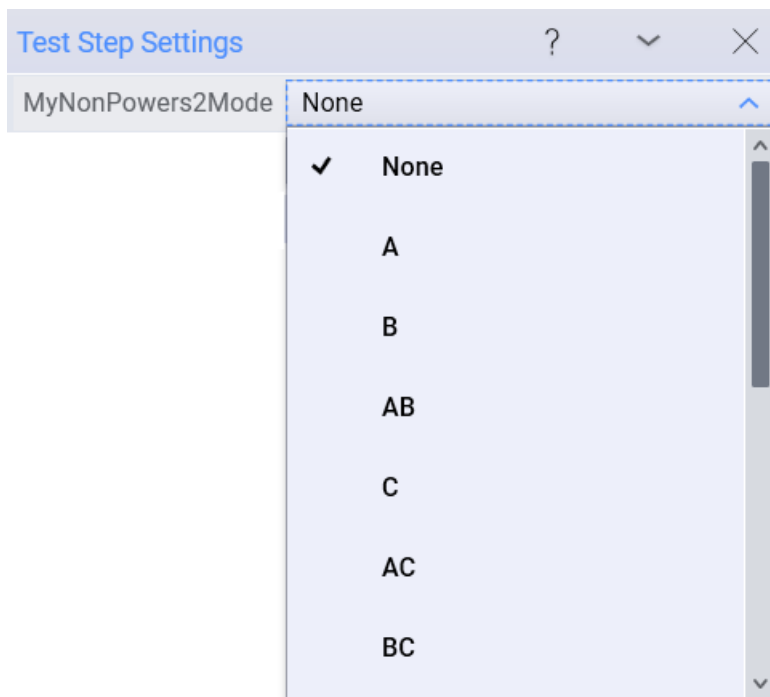 Test Step Settings ?
MyNonPowers2Mode None
None
A
B
AB
C
AC
BC